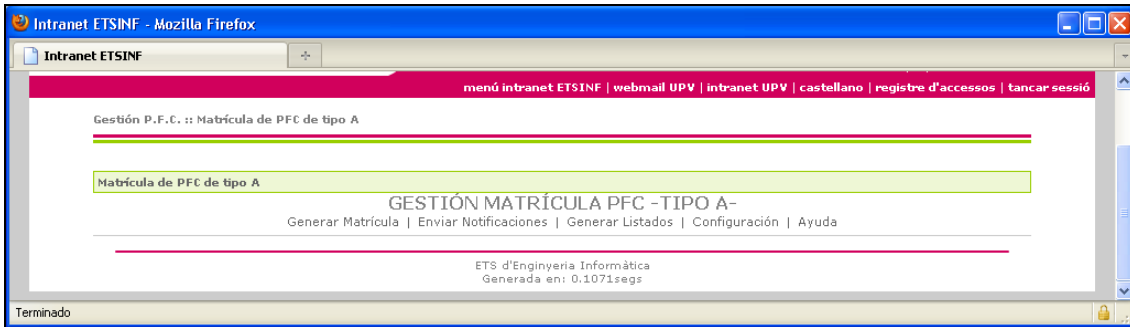 Intranet ETSINF - Mozilla Firefox
Intranet ETSINF
menú intranet ETSINF | webmail UPV | intranet UPV | castellano | registre d'accessos | tancar sessió
Gestión P.F.C. :: Matrícula de PFC de tipo A
Matrícula de PFC de tipo A
GESTIÓN MATRÍCULA PFC -TIPO A-
Generar Matrícula | Enviar Notificaciones | Generar Listados | Configuración | Ayuda
ETS d'Enginyeria Informàtica
Generada en: 0.1071segs
Terminado